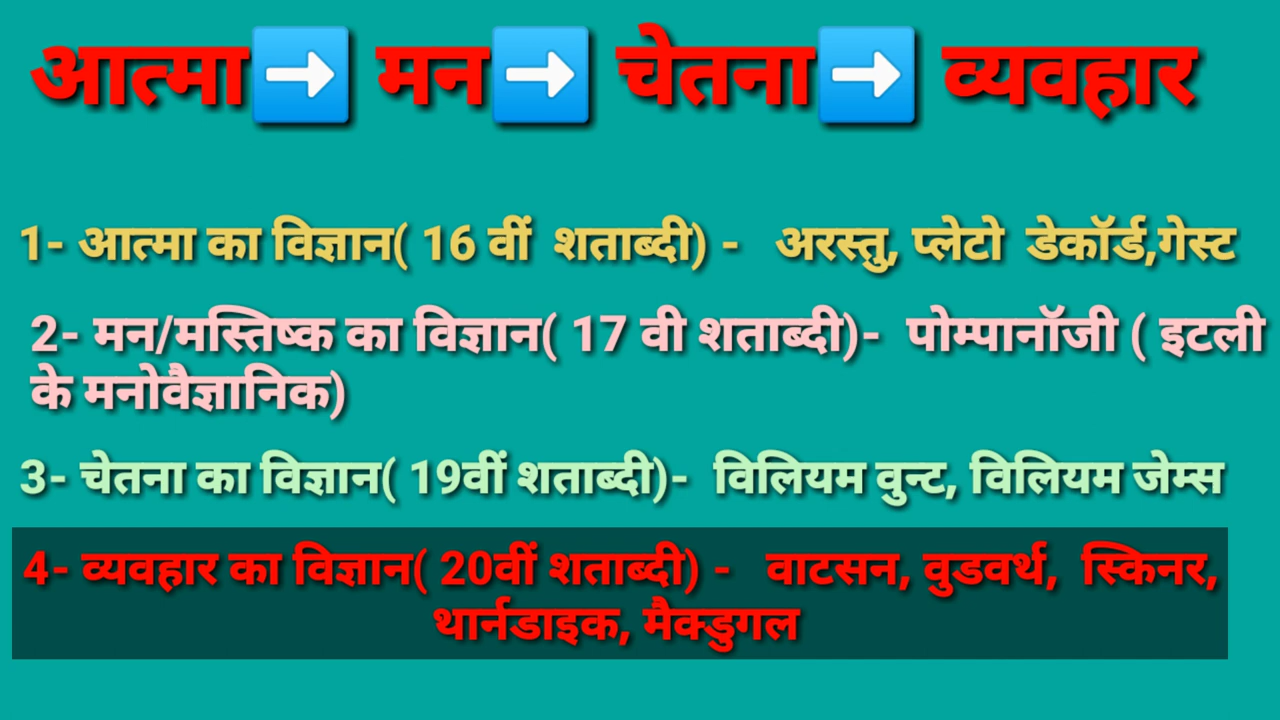 आत्मा➡️ मन➡️ चेतना➡️ व्यवहार
1- आत्मा का विज्ञान( 16 वीं शताब्दी) - अरस्तु, प्लेटो डेकॉर्ड,गेस्ट
2- मन/मस्तिष्क का विज्ञान( 17 वी शताब्दी)- पोम्पानॉजी ( इटली
के मनोवैज्ञानिक)
3- चेतना का विज्ञान( 19वीं शताब्दी)- विलियम वुन्ट, विलियम जेम्स
4- व्यवहार का विज्ञान( 20वीं शताब्दी) - वाटसन, वुडवर्थ, स्किनर,
थार्नडाइक, मैक्डुगल